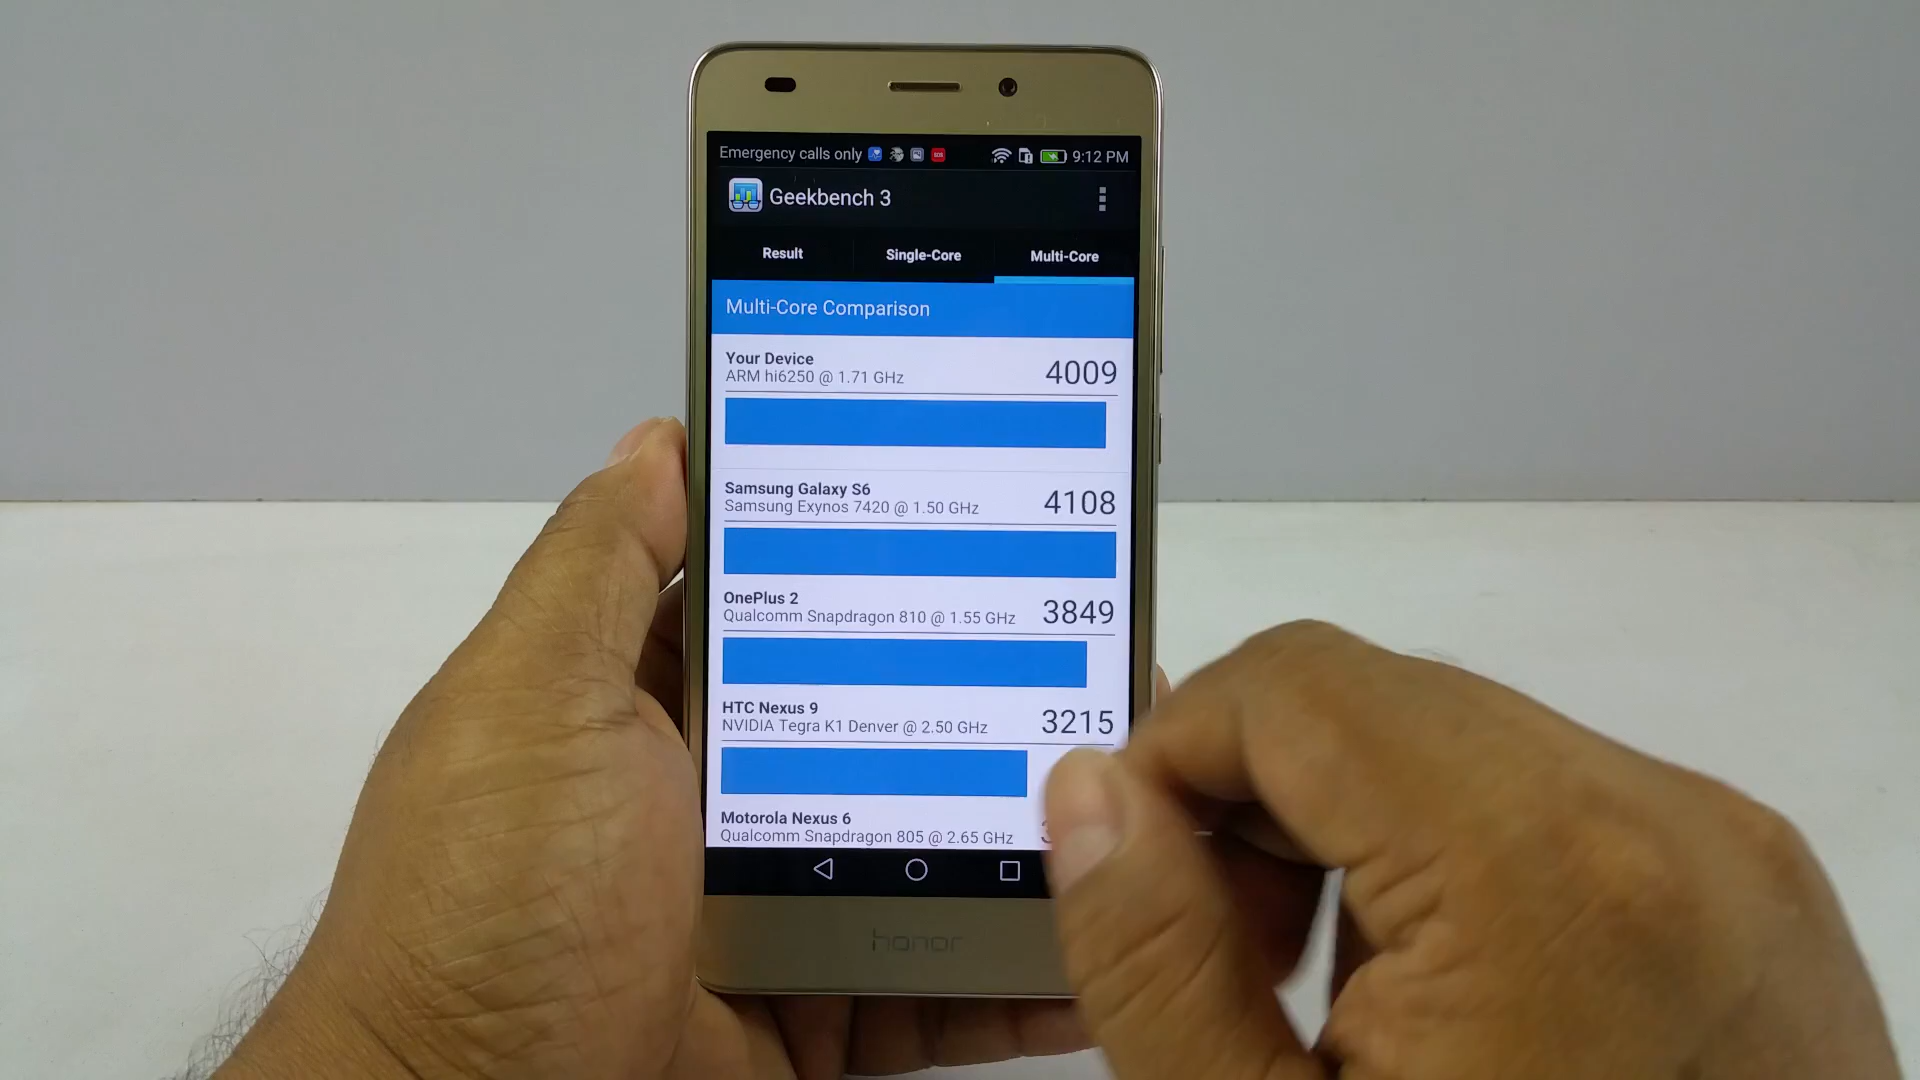 Emergency calls only 9:12 PM
Geekbench 3
Result Single-Core Multi-Core
Multi-Core Comparison
Your Device
ARM hi6250 @ 1.71 GHz 4009
Samsung Galaxy S6
Samsung Exynos 7420 @ 1.50 GHz 4108
OnePlus 2
Qualcomm Snapdragon 810 @ 1.55 GHz 3849
HTC Nexus 9
NVIDIA Tegra K1 Denver @ 2.50 GHz 3215
Motorola Nexus 6
Qualcomm Snapdragon 805 @ 2.65 GHz
honor